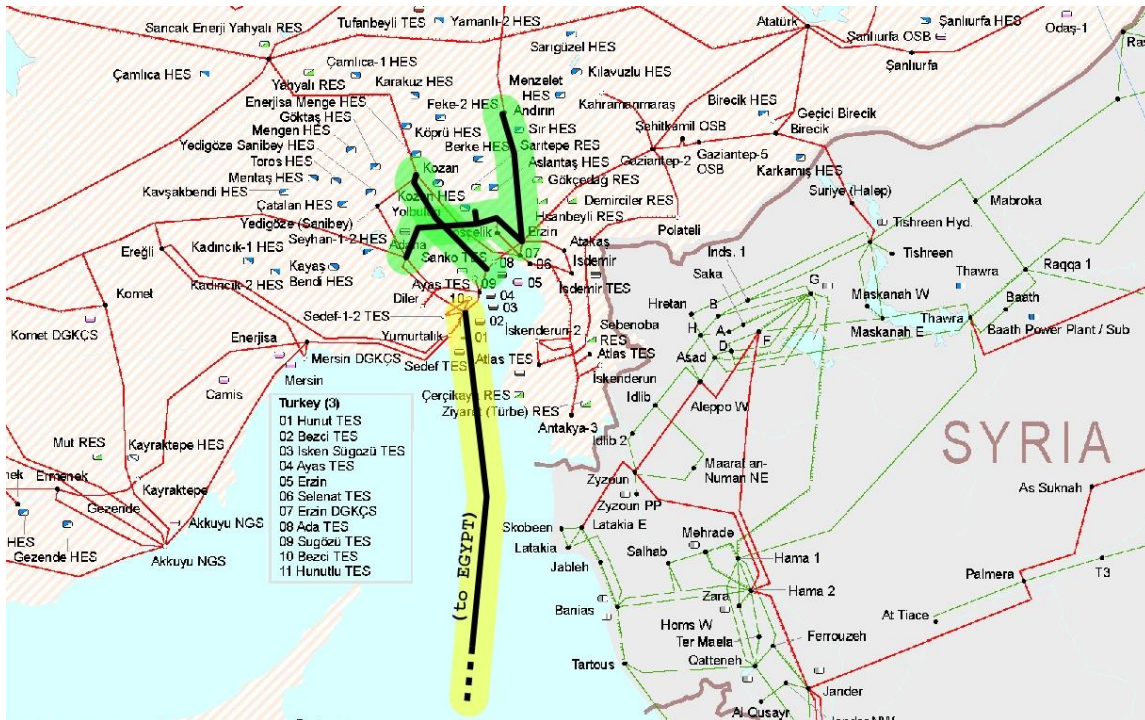 Sarıcak Enerji Yahyalı RES
Tufanbeyli TES
Yamanlı-2 HES
Atatürk
Şanlıurfa HES
Şanlıurfa OSB
Odaş-1
Şanlıurfa
Çamlıca HES
Çamlıca-1 HES
Sarıgüzel HES
Yahyalı RES
Karakuz HES
Menzelet HES
Kılavuzlu HES
Enerjisa Menge HES
Feke-2 HES
Andırın
Kahramanmaraş
Birecik HES
Göktaş HES
Geçici Birecik
Mengen HES
Köprü HES
Sır HES
Şehitkamil OSB
Birecik
Yedigöze Sanibey HES
Berke HES
Sarıtepe RES
Toros HES
Aslantaş HES
Gaziantep-2
Gaziantep-5 OSB
Mentaş HES
Kozan
Gökçedağ RES
Karkamış HES
Kavşakbendi HES
Kozan HES
Demirciler RES
Suriye (Halep)
Mabroka
Çatalan HES
Hsanbeyli RES
Yedigöze (Sanibey)
Erzin
Polateli
Tishreen Hyd.
Ereğli
Kadıncık-1 HES
Seyhan-1-2 HES
Adana
Atakaş
Tishreen
Kadıncık-2 HES
Kayaş Bendi HES
Sanko TES
07
08
06
Isdemir
Inds. 1
Saka
G
Thawra
Raqqa 1
Komet
Ayas TES
09
05
Isdemir TES
Diler
10
04
03
Hretan
B
Maskanah W
Baath
Komet DGKÇS
Sedef-1-2 TES
02
İskenderun-2
Sebenoba RES
H
A
F
Maskanah E
Thawra
Baath Power Plant / Sub
Enerjisa
Yumurtalık
01
D
Mersin DGKÇS
Sedef TES
Atlas TES
Atlas TES
Asad
Mersin
İskenderun
Camis
Çerçikaya RES
Idlib
Aleppo W
Ziyaret (Türbe) RES
Antakya-3
Mut RES
Kayraktepe HES
Idlib 2
SYRIA
Turkey (3)
01 Hunut TES
02 Bezci TES
03 Isken Sügozü TES
04 Ayas TES
05 Erzin
06 Selenat TES
07 Erzin DGKÇS
08 Ada TES
09 Sugözü TES
10 Bezci TES
11 Hunutlu TES
Ermenek
Kayraktepe
Maarat an-Numan NE
Zyzoun
As Suknah
Gezende
Akkuyu NGS
Zyzoun PP
Gezende HES
Akkuyu NGS
(to EGYPT)
Skobeen
Latakia E
Latakia
Mehrade
Salhab
Hama 1
Jableh
Palmera
T3
Hama 2
Banias
Zara
At Tiace
Homs W
Ter Maela
Ferrouzeh
Tartous
Qatteneh
Jander
Al Qusayr